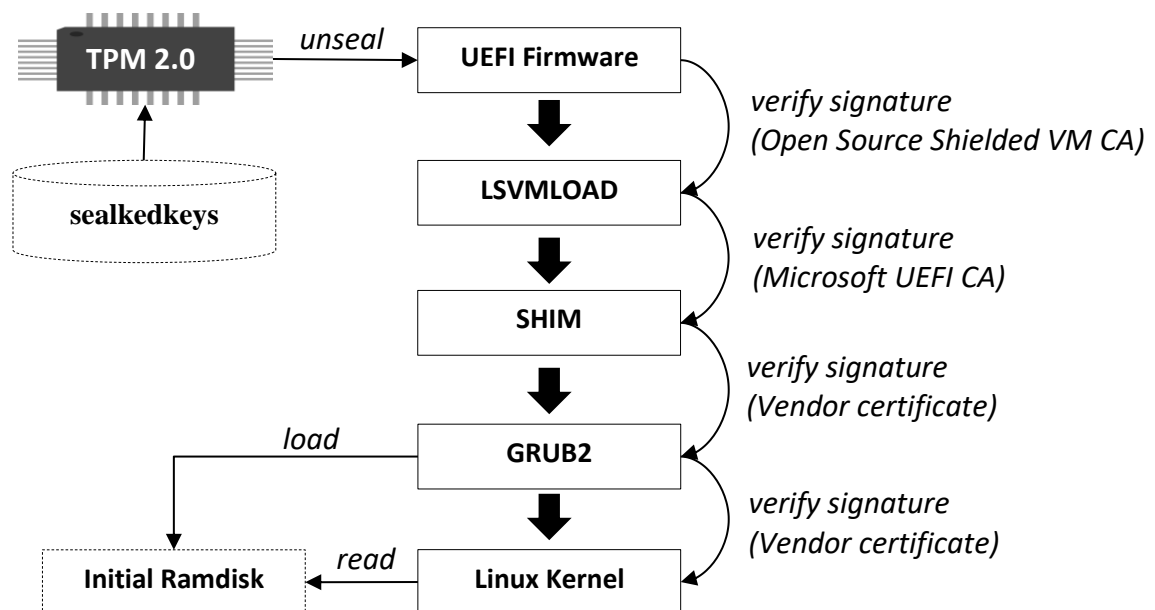 TPM 2.0
unseal
UEFI Firmware
verify signature
(Open Source Shielded VM CA)
sealkedkeys
LSVMLOAD
verify signature
(Microsoft UEFI CA)
SHIM
verify signature
(Vendor certificate)
load
GRUB2
verify signature
(Vendor certificate)
Initial Ramdisk
read
Linux Kernel